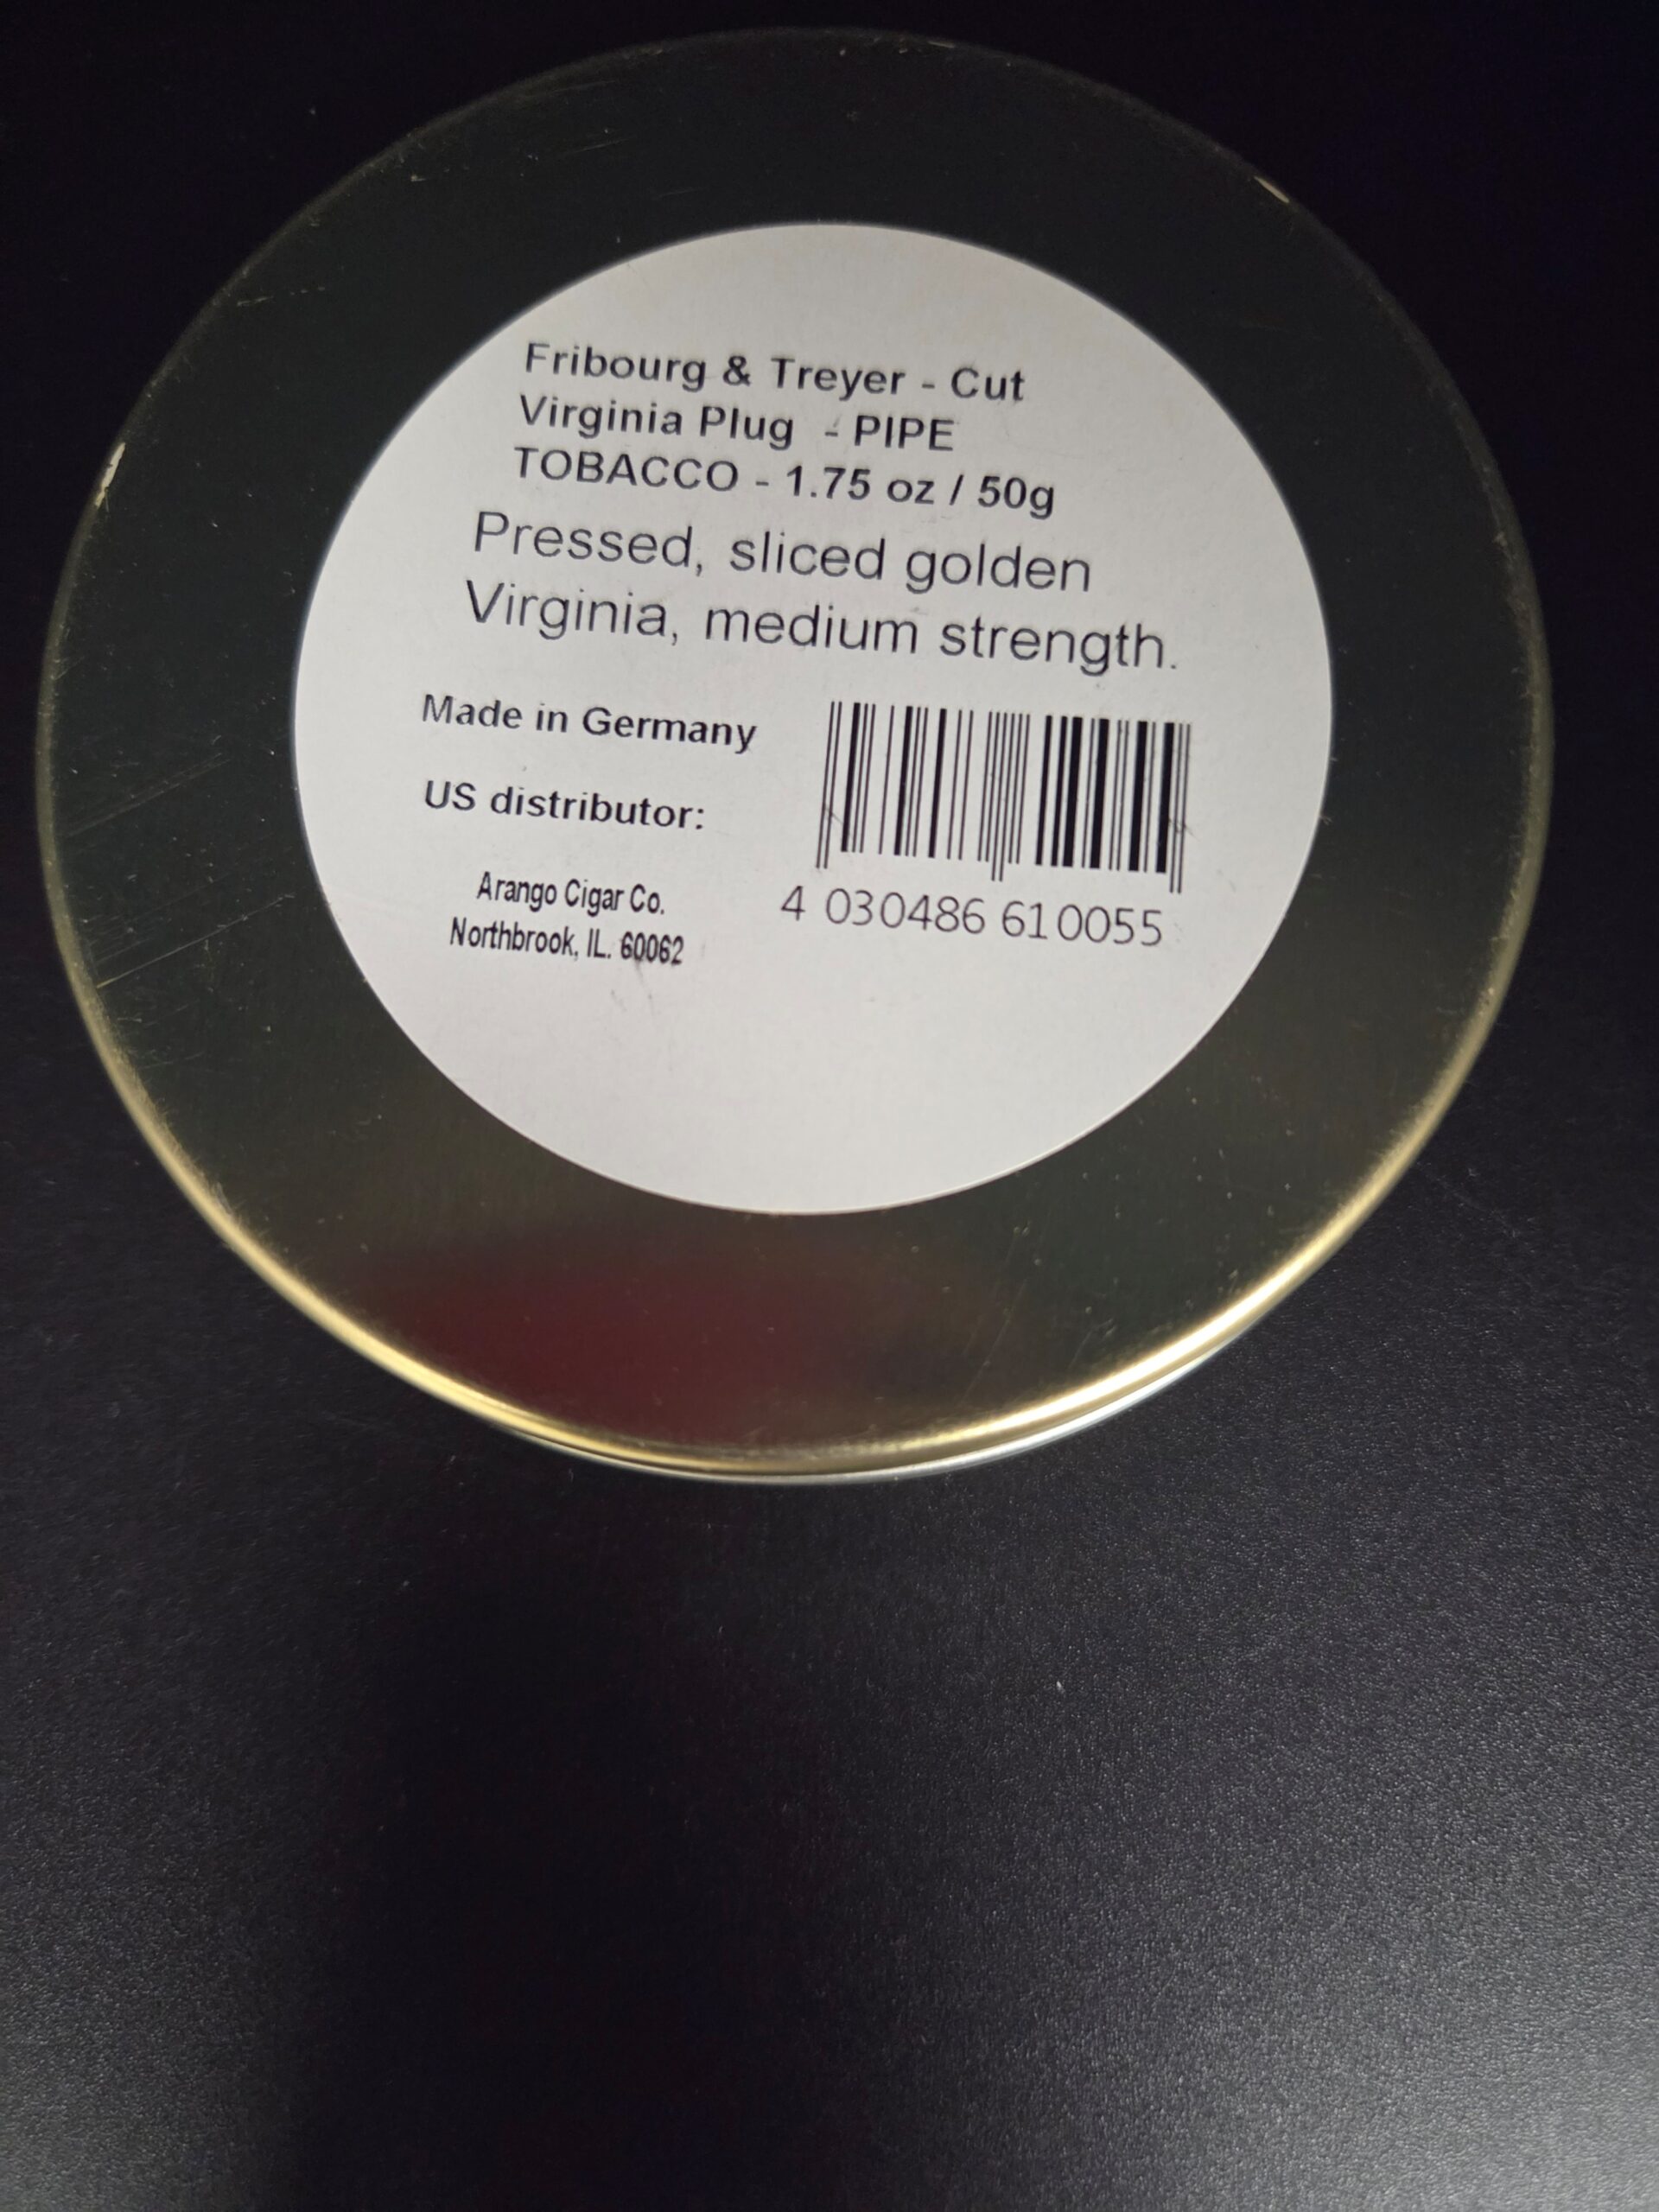 Fribourg & Treyer - Cut
Virginia Plug - PIPE
TOBACCO - 1.75 oz / 50g
Pressed, sliced golden
Virginia, medium strength.
Made in Germany
US distributor:
Arango Cigar Co.
Northbrook, IL. 60062
4 030486 610055